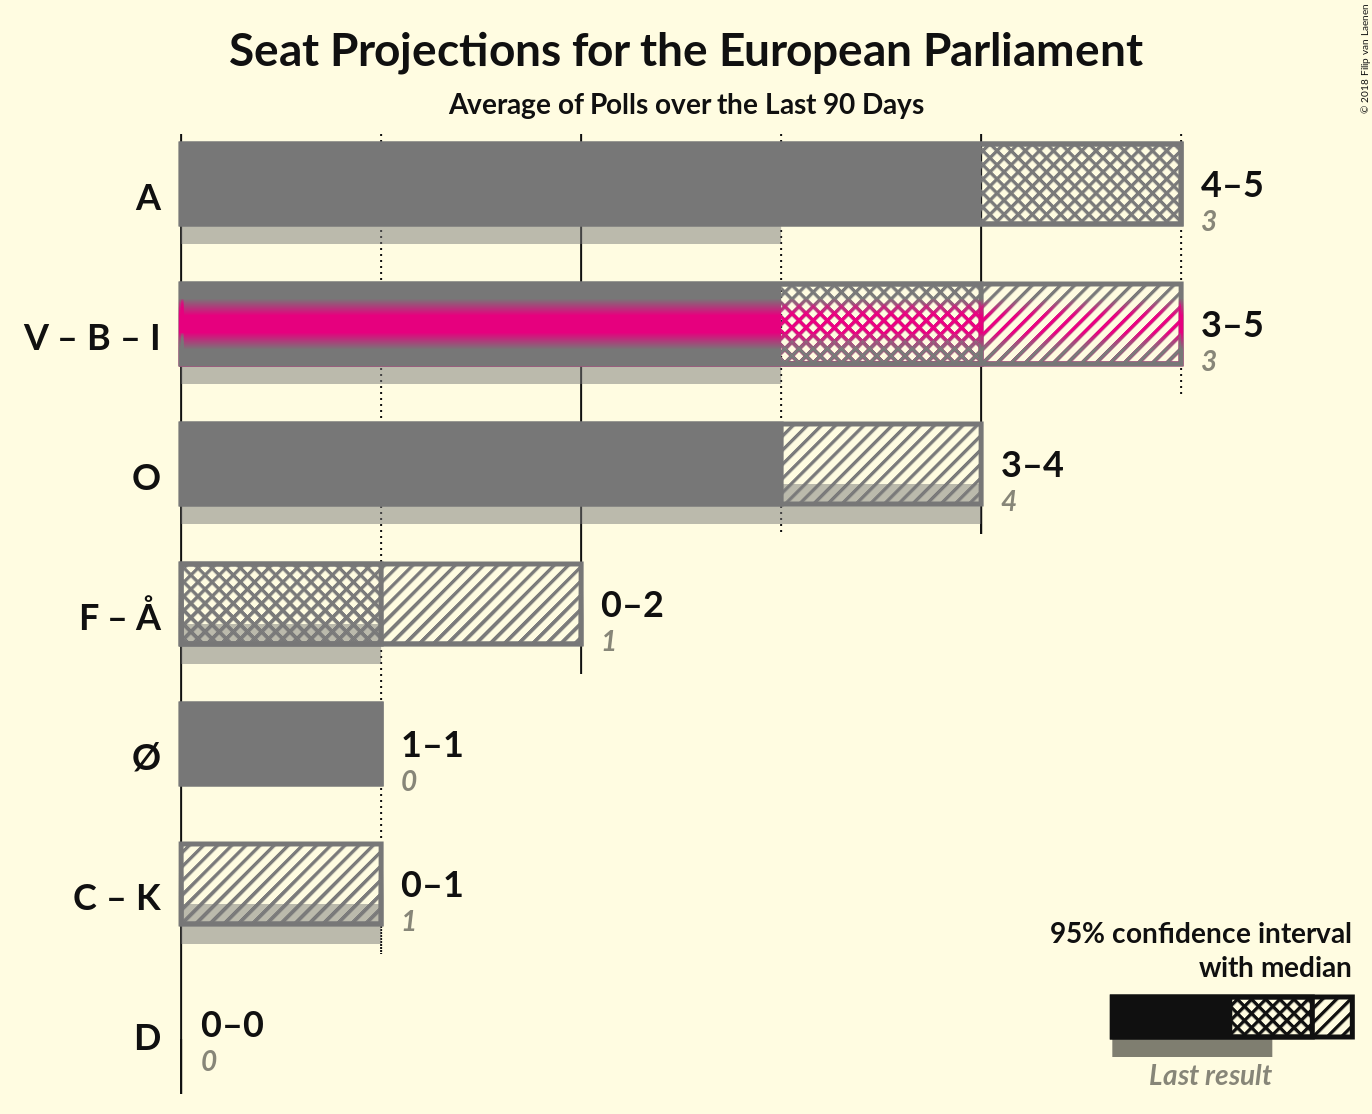 Seat Projections for the European Parliament
Average of Polls over the Last 90 Days
© 2018 Filip van Laenen
A
4–5
3
V – B – I
3–5
3
O
3–4
4
F – Å
0–2
1
Ø
1–1
0
C – K
0–1
1
D
0–0
0
95% confidence interval
with median
Last result